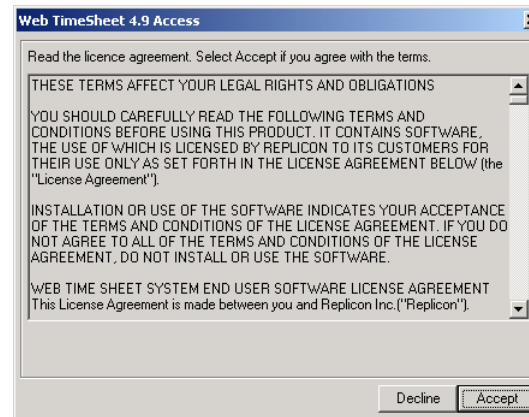 Web TimeSheet 4.9 Access
Read the licence agreement. Select Accept if you agree with the terms.
THESE TERMS AFFECT YOUR LEGAL RIGHTS AND OBLIGATIONS
YOU SHOULD CAREFULLY READ THE FOLLOWING TERMS AND
CONDITIONS BEFORE USING THIS PRODUCT. IT CONTAINS SOFTWARE,
THE USE OF WHICH IS LICENSED BY REPLICON TO ITS CUSTOMERS FOR
THEIR USE ONLY AS SET FORTH IN THE LICENSE AGREEMENT BELOW (the
"License Agreement").
INSTALLATION OR USE OF THE SOFTWARE INDICATES YOUR ACCEPTANCE
OF THE TERMS AND CONDITIONS OF THE LICENSE AGREEMENT. IF YOU DO
NOT AGREE TO ALL OF THE TERMS AND CONDITIONS OF THE LICENSE
AGREEMENT, DO NOT INSTALL OR USE THE SOFTWARE.
WEB TIME SHEET SYSTEM END USER SOFTWARE LICENSE AGREEMENT
This License Agreement is made between you and Replicon Inc.("Replicon").
Decline
Accept